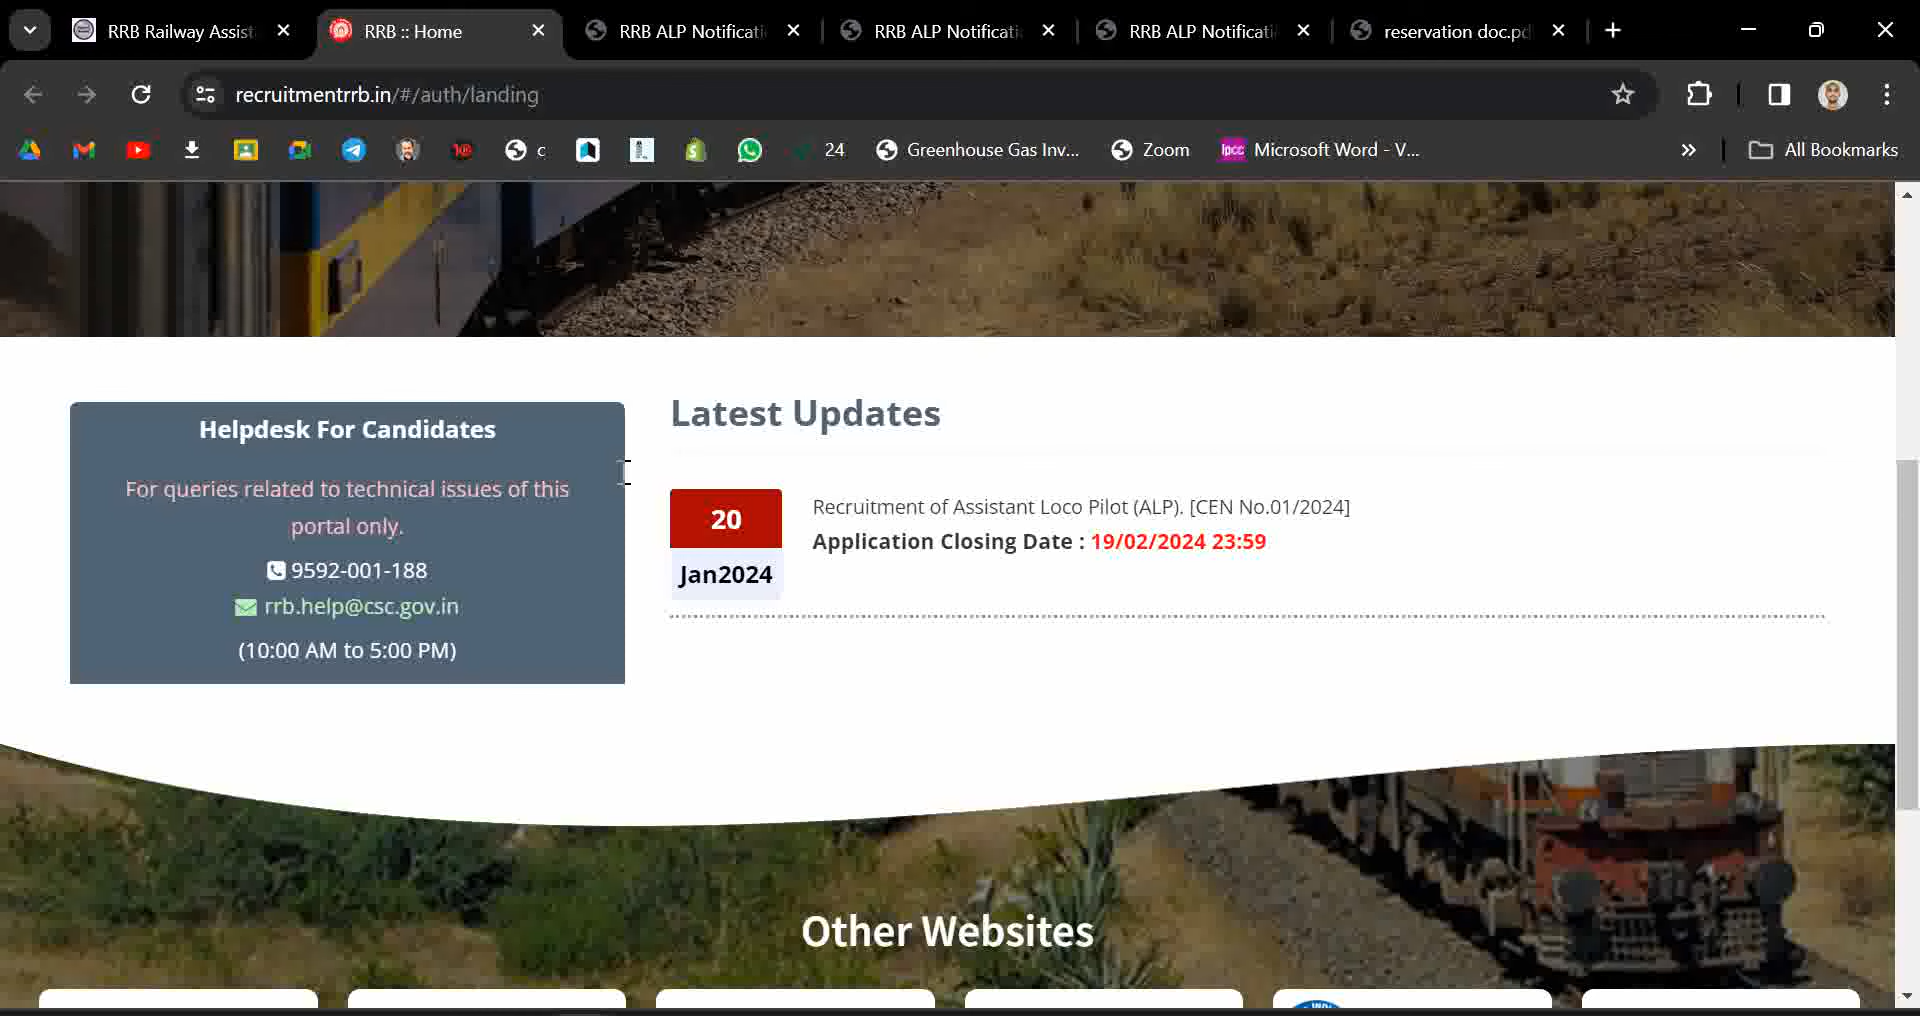 RRB Railway Assist
RRB :: Home
RRB ALP Notificati
RRB ALP Notificati
RRB ALP Notificati
reservation doc.pd
recruitmentrrb.in/#/auth/landing
c
24
Greenhouse Gas Inv...
Zoom
Ipcc
Microsoft Word - V...
All Bookmarks
Helpdesk For Candidates
For queries related to technical issues of this
portal only.
9592-001-188
rrb.help@csc.gov.in
(10:00 AM to 5:00 PM)
Latest Updates
20
Jan2024
Recruitment of Assistant Loco Pilot (ALP). [CEN No.01/2024]
Application Closing Date : 19/02/2024 23:59
Other Websites